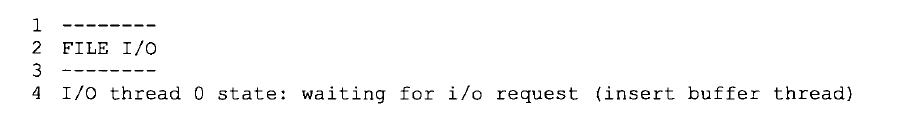 1 --------
2 FILE I/O
3 --------
4 I/O thread 0 state: waiting for i/o request (insert buffer thread)